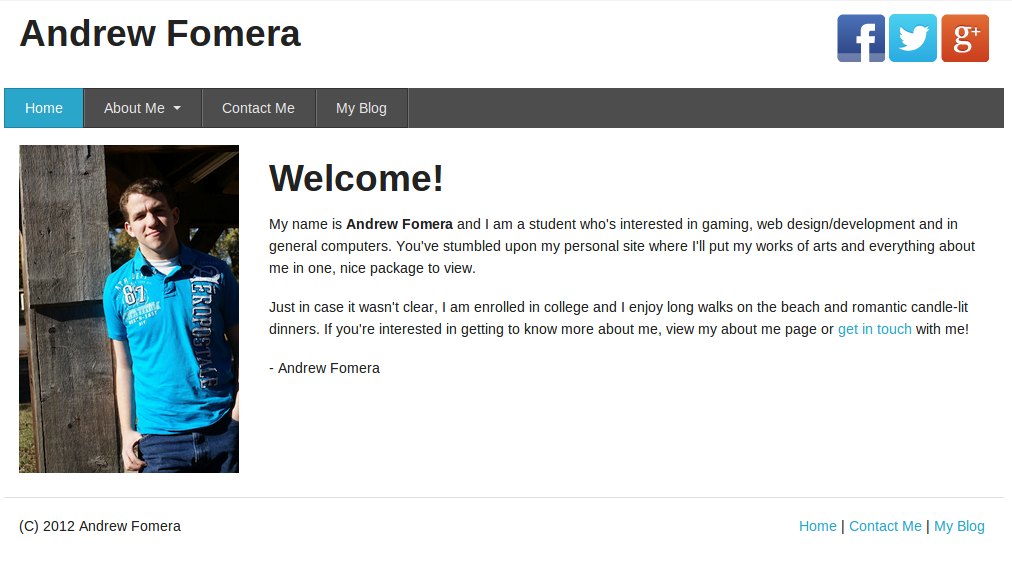 Andrew Fomera
f
g+
Home About Me Contact Me My Blog
Welcome!
My name is Andrew Fomera and I am a student who's interested in gaming, web design/development and in
general computers. You've stumbled upon my personal site where I'll put my works of arts and everything about
me in one, nice package to view.
Just in case it wasn't clear, I am enrolled in college and I enjoy long walks on the beach and romantic candle-lit
dinners. If you're interested in getting to know more about me, view my about me page or get in touch with me!
- Andrew Fomera
87
AEROPOSTALE
(C) 2012 Andrew Fomera
Home | Contact Me | My Blog